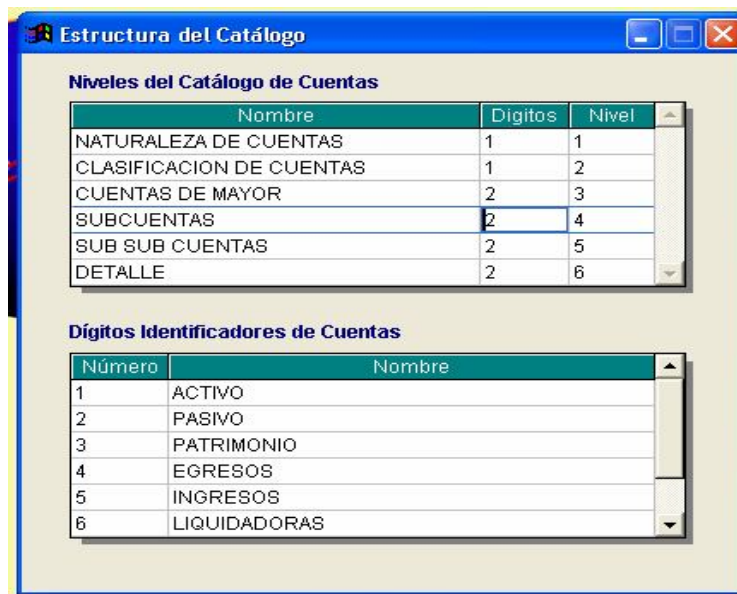 Estructura del Catálogo
Niveles del Catálogo de Cuentas
Nombre Digitos Nivel
NATURALEZA DE CUENTAS 1 1
CLASIFICACION DE CUENTAS 1 2
CUENTAS DE MAYOR 2 3
SUBCUENTAS 2 4
SUB SUB CUENTAS 2 5
DETALLE 2 6
Dígitos Identificadores de Cuentas
Número Nombre
1 ACTIVO
2 PASIVO
3 PATRIMONIO
4 EGRESOS
5 INGRESOS
6 LIQUIDADORAS